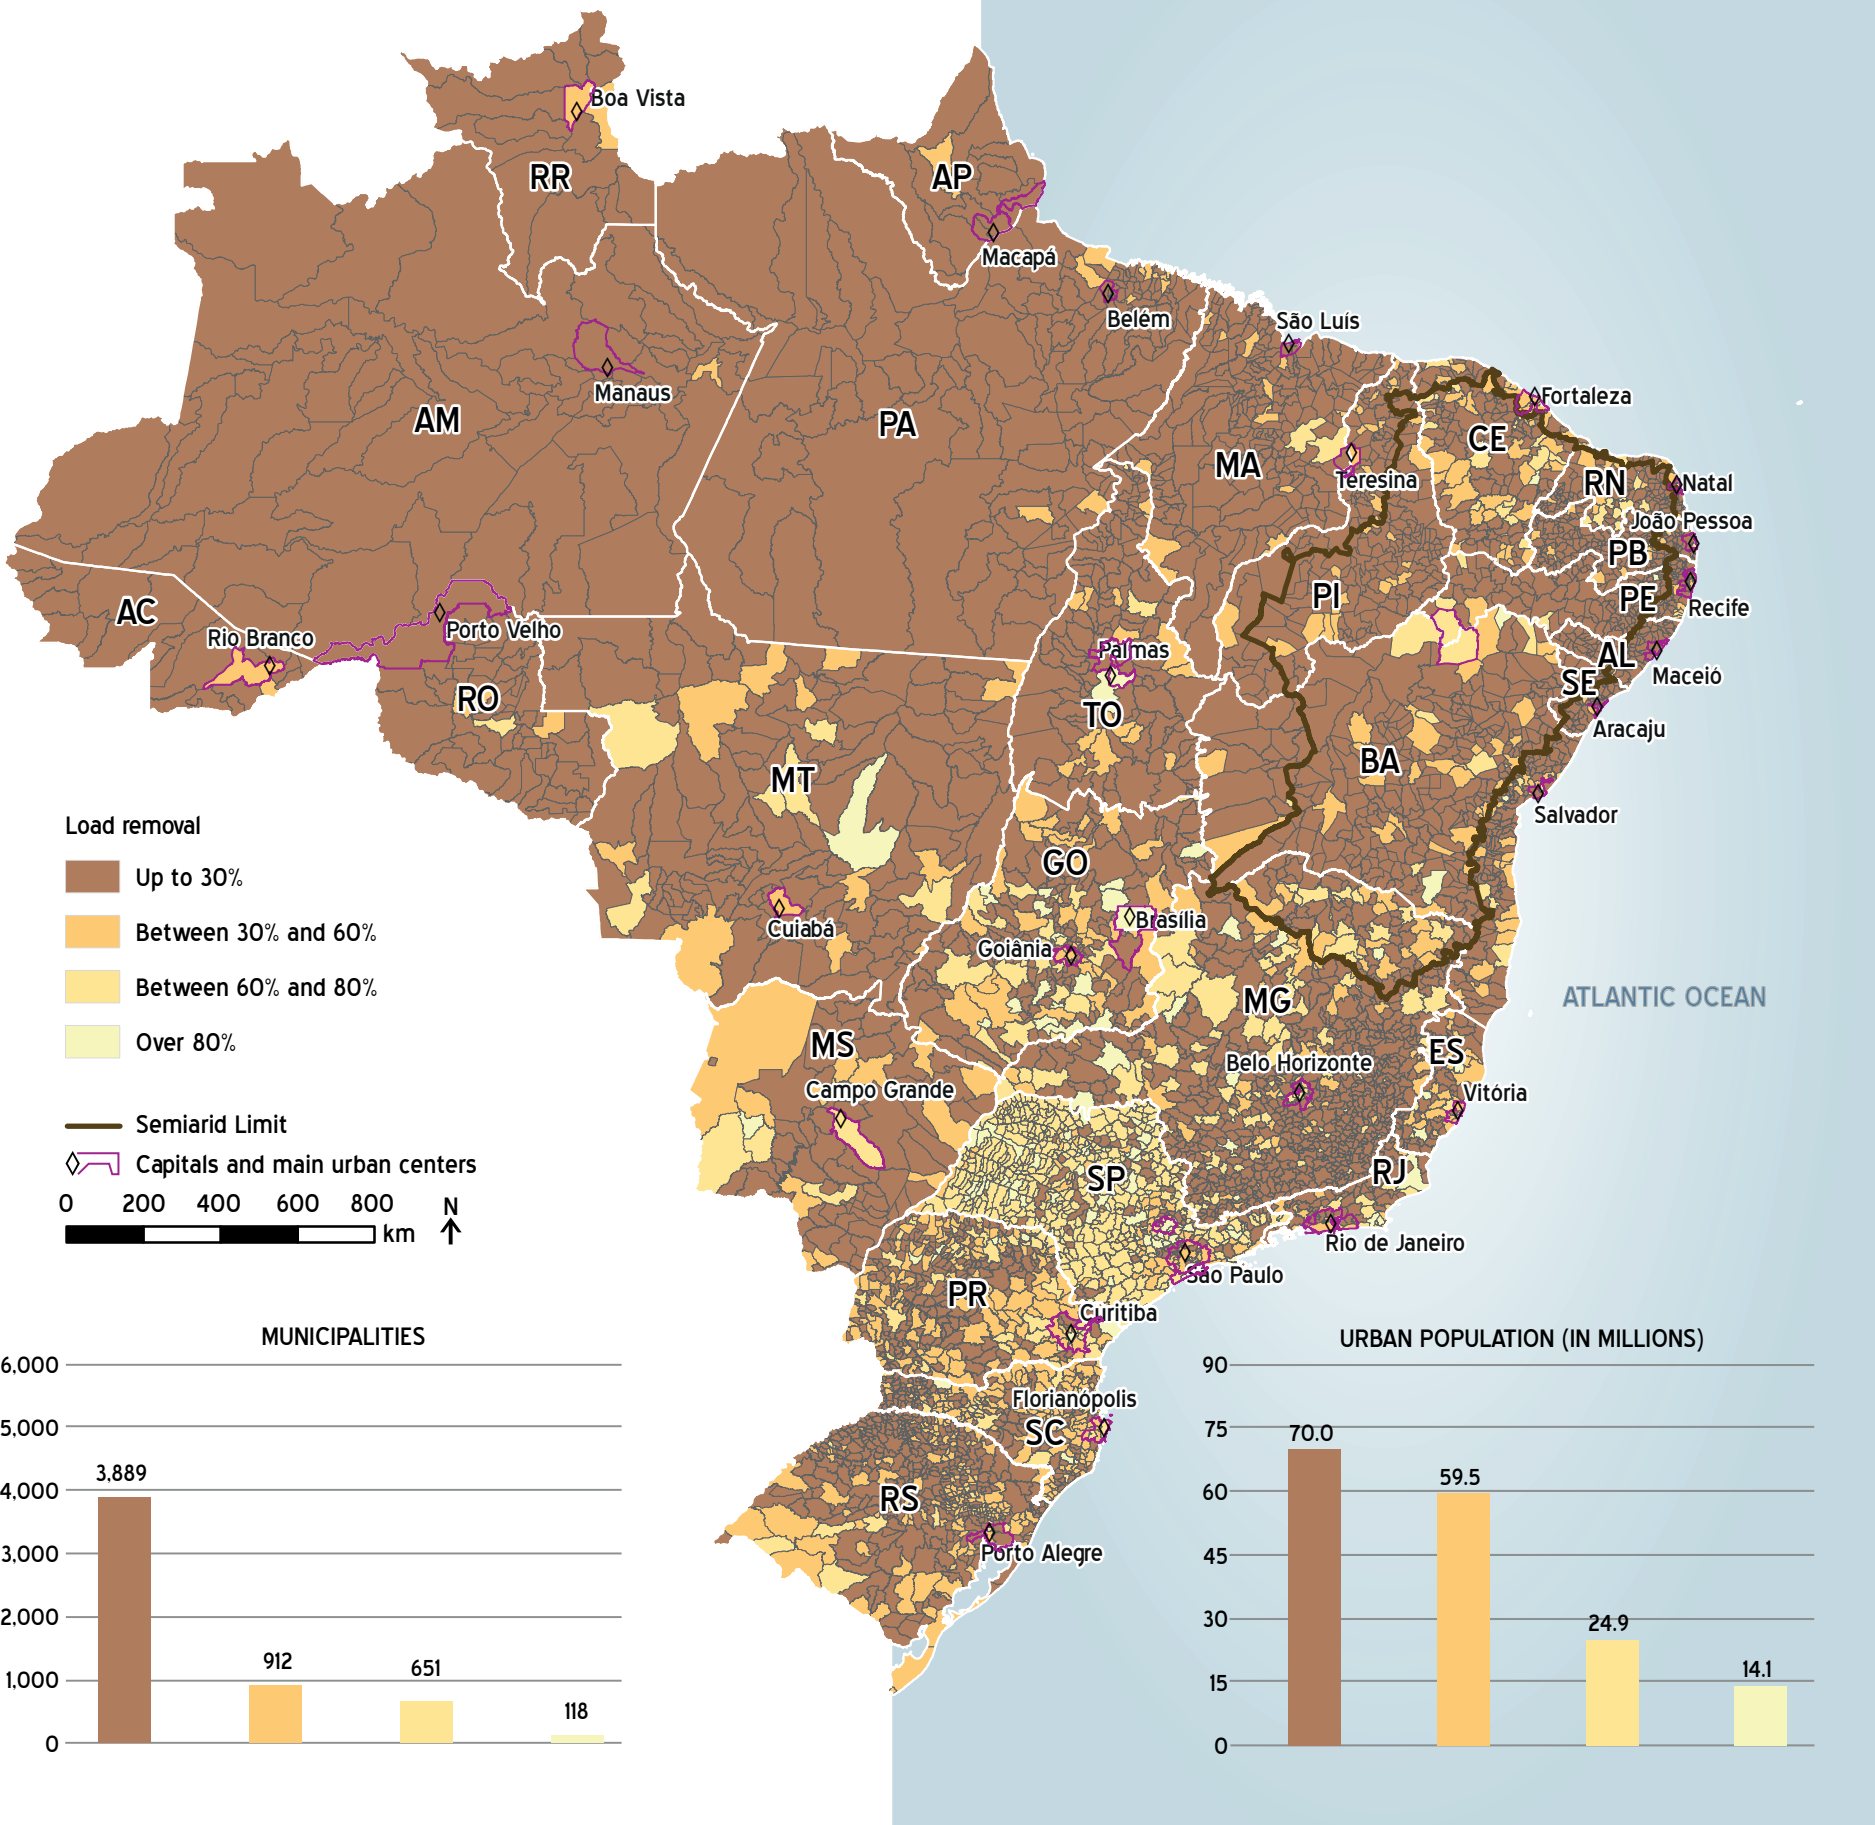 Boa Vista
RR
AP
Macapá
Belém
São Luís
Manaus
Fortaleza
AM
PA
CE
MA
Teresina
RN
Natal
João Pessoa
PB
PI
PE
Recife
AC
Rio Branco
Porto Velho
Palmas
AL
Maceió
SE
RO
TO
Aracaju
BA
MT
Salvador
Load removal
Up to 30%
Between 30% and 60%
Between 60% and 80%
Over 80%
Semiarid Limit
Capitals and main urban centers
0 200 400 600 800
km
N
GO
Cuiabá
Brasília
Goiânia
MG
ATLANTIC OCEAN
MS
ES
Belo Horizonte
Campo Grande
Vitória
SP
RJ
Rio de Janeiro
São Paulo
PR
Curitiba
Florianópolis
SC
RS
Porto Alegre
MUNICIPALITIES
6,000
5,000
4,000
3,000
2,000
1,000
0
3,889
912
651
118
URBAN POPULATION (IN MILLIONS)
90
75
60
45
30
15
0
70.0
59.5
24.9
14.1